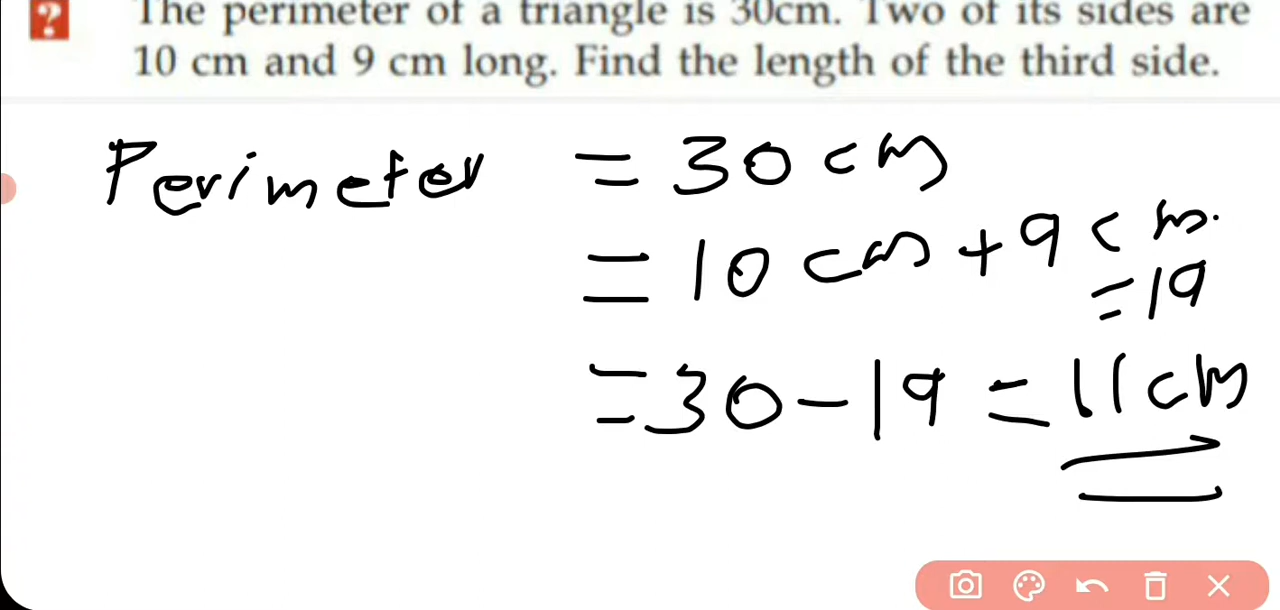 ?
The perimeter of a triangle is 30cm. Two of its sides are
10 cm and 9 cm long. Find the length of the third side.
Perimeter = 30 cm
= 10 cm + 9 cm.
= 19
= 30 - 19 = 11 cm